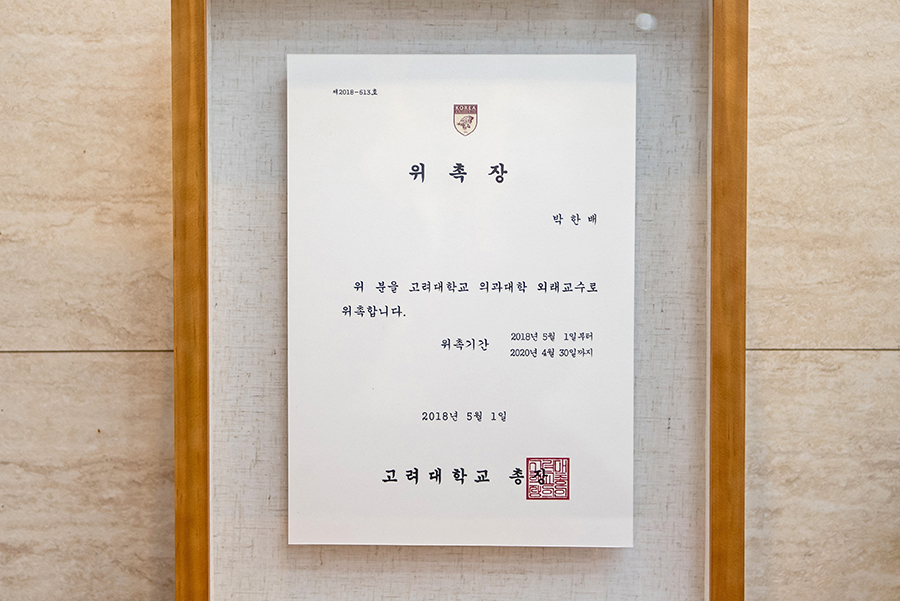 제2018-613호
KOREA
위 촉 장
박 한 배
위 분을 고려대학교 의과대학 외래교수로
위촉합니다.
위촉기간 2018년 5월 1일부터
2020년 4월 30일까지
2018년 5월 1일
고 려 대 학 교 총 장